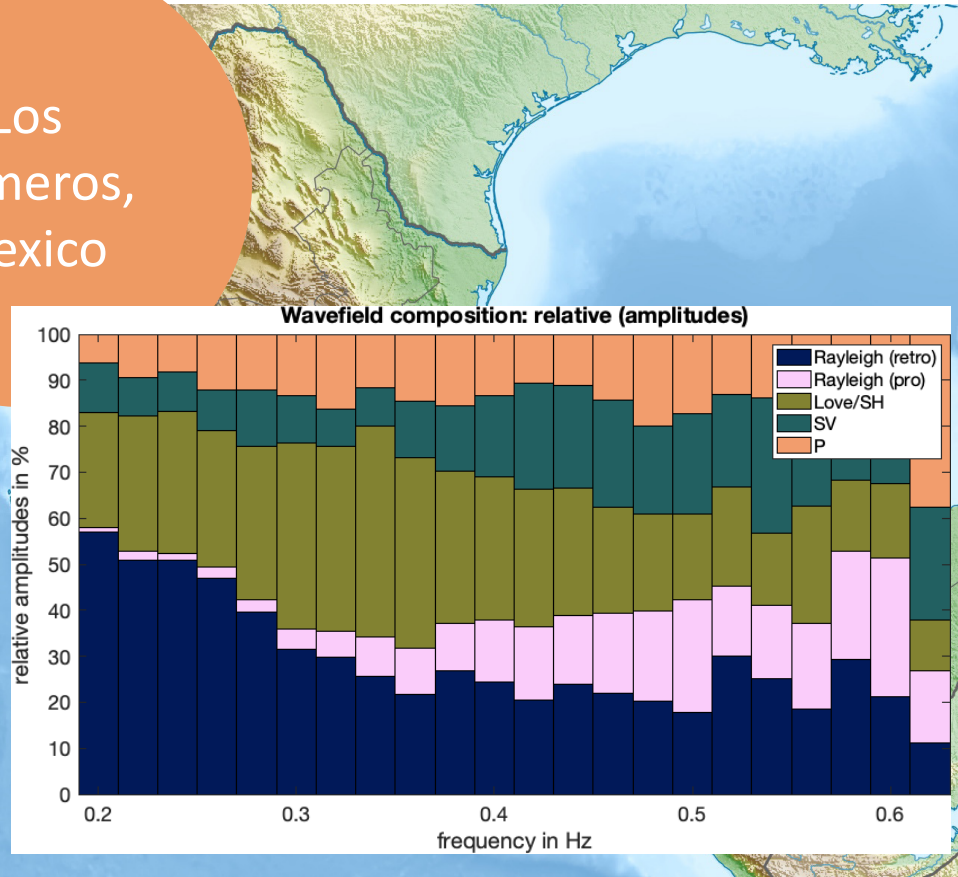 Los
meros,
exico
Wavefield composition: relative (amplitudes)
100
90
80
70
60
50
40
30
20
10
0
relative amplitudes in %
Rayleigh (retro)
Rayleigh (pro)
Love/SH
SV
P
0.2
0.3
0.4
0.5
0.6
frequency in Hz